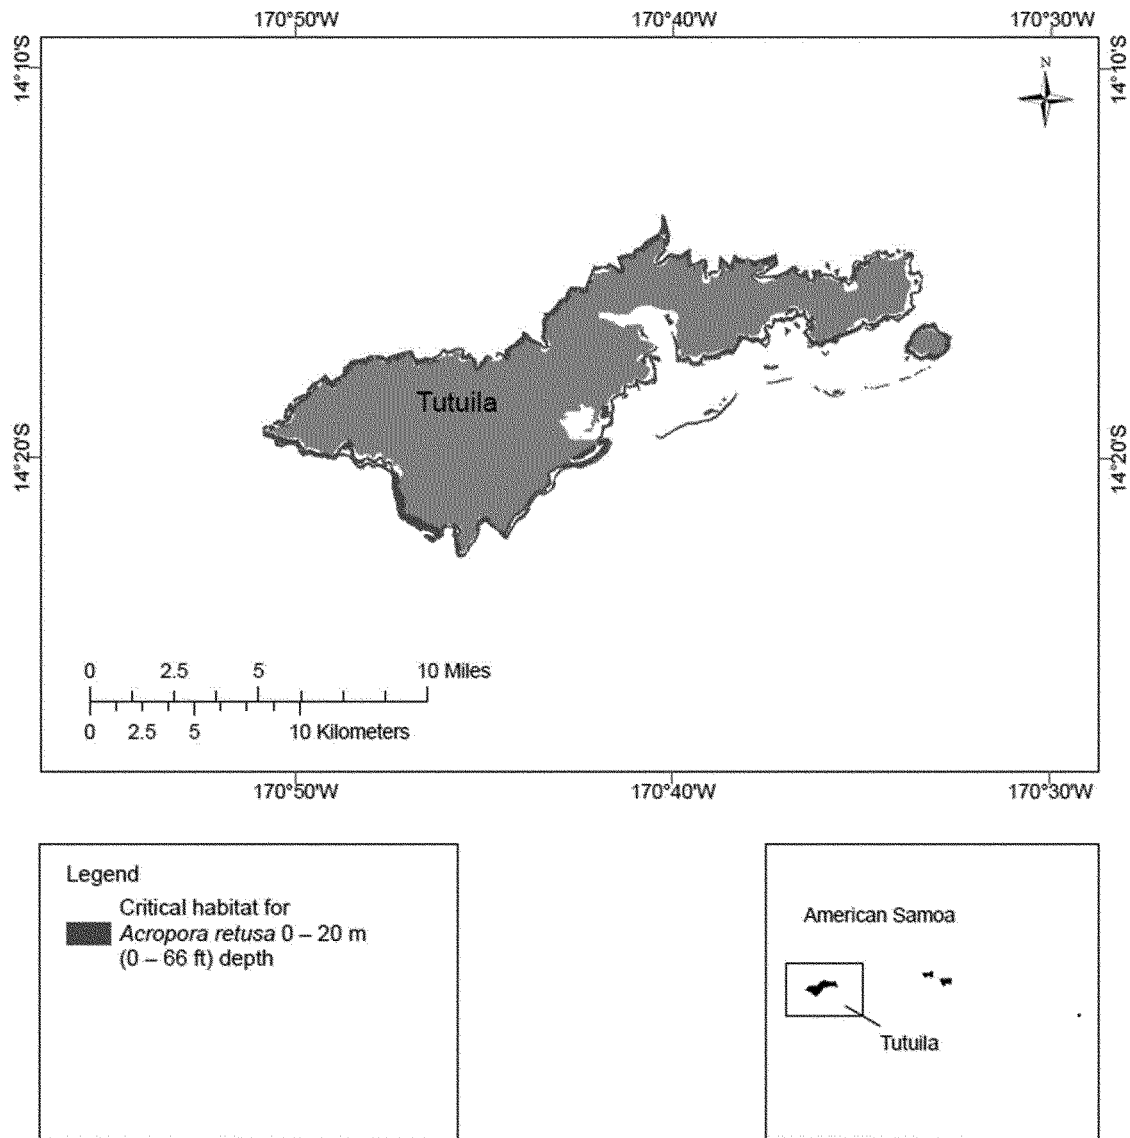 170°50'W 170°40'W 170°30'W
14°10'S 14°10'S
N
Tutuila
14°20'S 14°20'S
0 2.5 5 10 Miles
0 2.5 5 10 Kilometers
170°50'W 170°40'W 170°30'W
Legend
Critical habitat for
Acropora retusa 0 – 20 m
(0 – 66 ft) depth
American Samoa
Tutuila